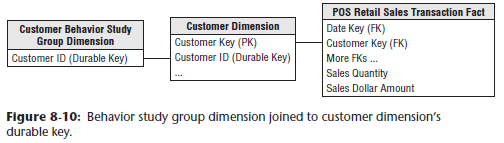 Customer Behavior Study
Group Dimension
Customer ID (Durable Key)
Customer Dimension
Customer Key (PK)
Customer ID (Durable Key)
...
POS Retail Sales Transaction Fact
Date Key (FK)
Customer Key (FK)
More FKs ...
Sales Quantity
Sales Dollar Amount
Figure 8-10: Behavior study group dimension joined to customer dimension's
durable key.